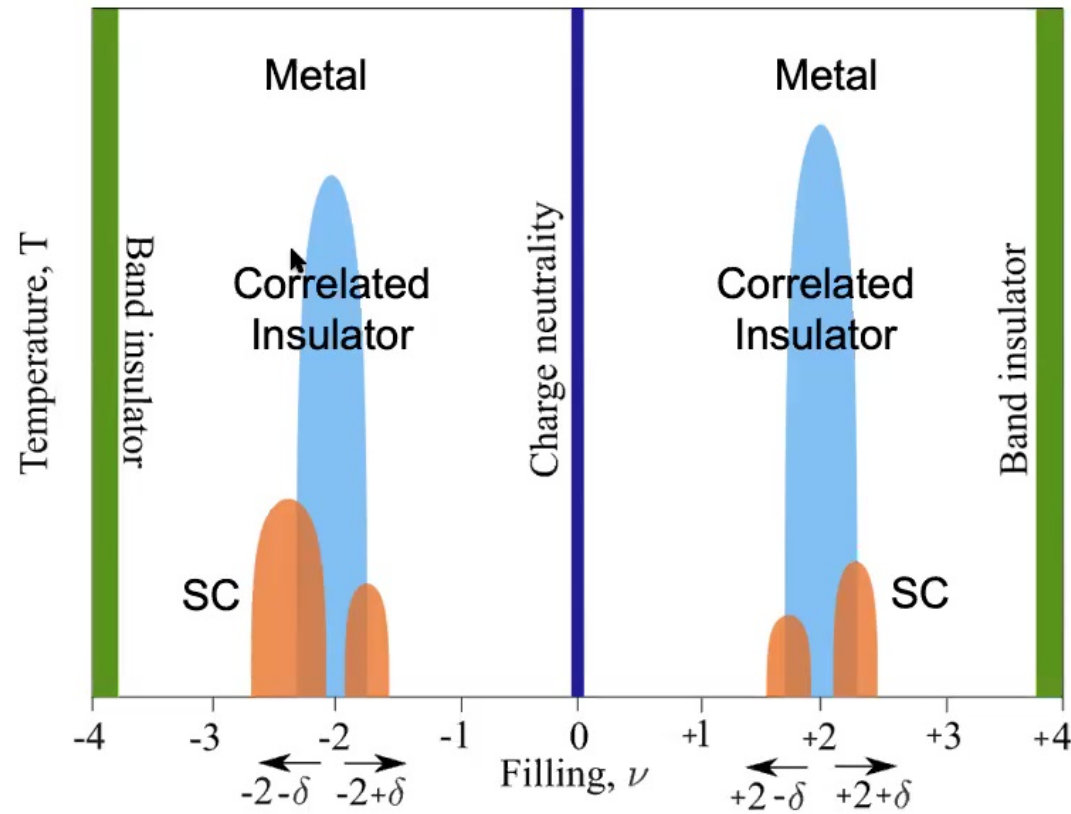 Metal
Metal
Temperature, T
Band insulator
Correlated
Insulator
Charge neutrality
Correlated
Insulator
Band insulator
SC
SC
-4
-3
-2
-1
0
+1
+2
+3
+4
-2-δ
-2+δ
Filling, ν
+2-δ
+2+δ